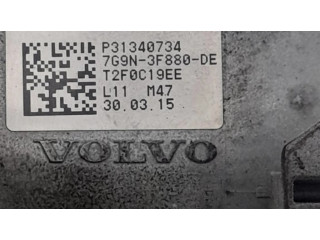 P31340734
7G9N-3F880-DE
T2F0C19EE
L11 M47
30.03.15
VOLVO